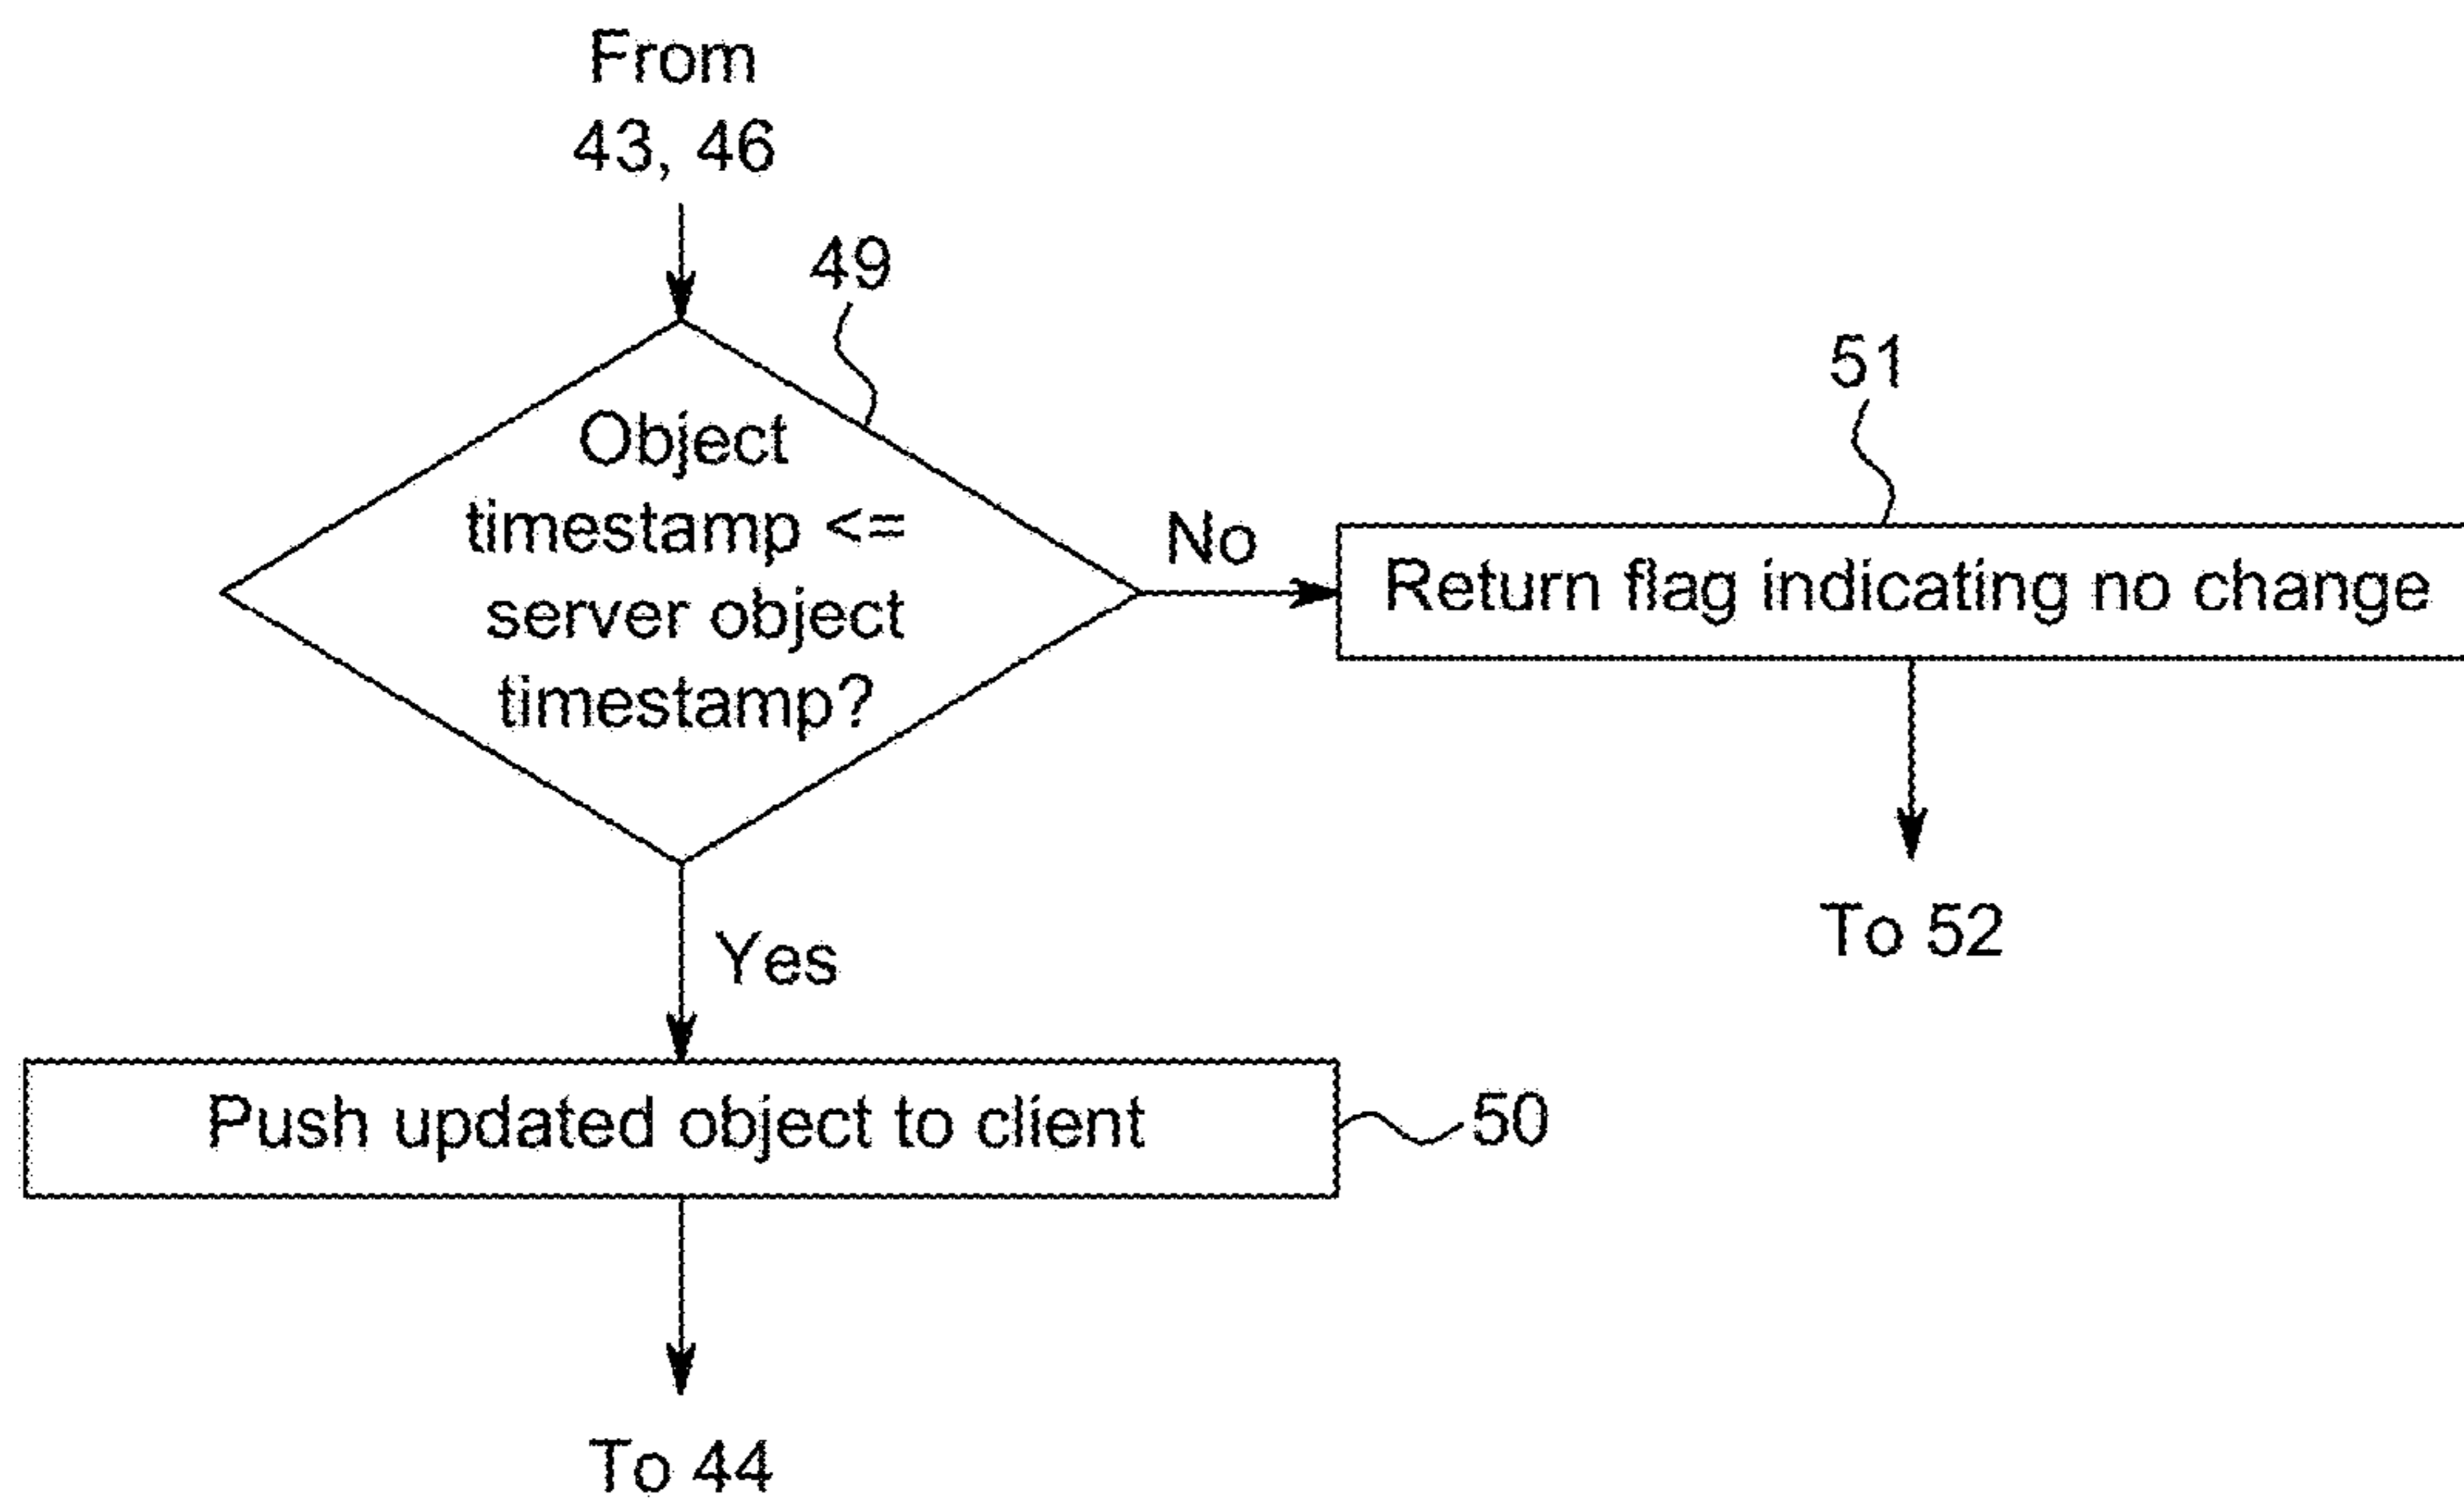 From
43, 46
49
Object
timestamp <=
server object
timestamp?
No
51
Return flag indicating no change
To 52
Yes
Push updated object to client
50
To 44